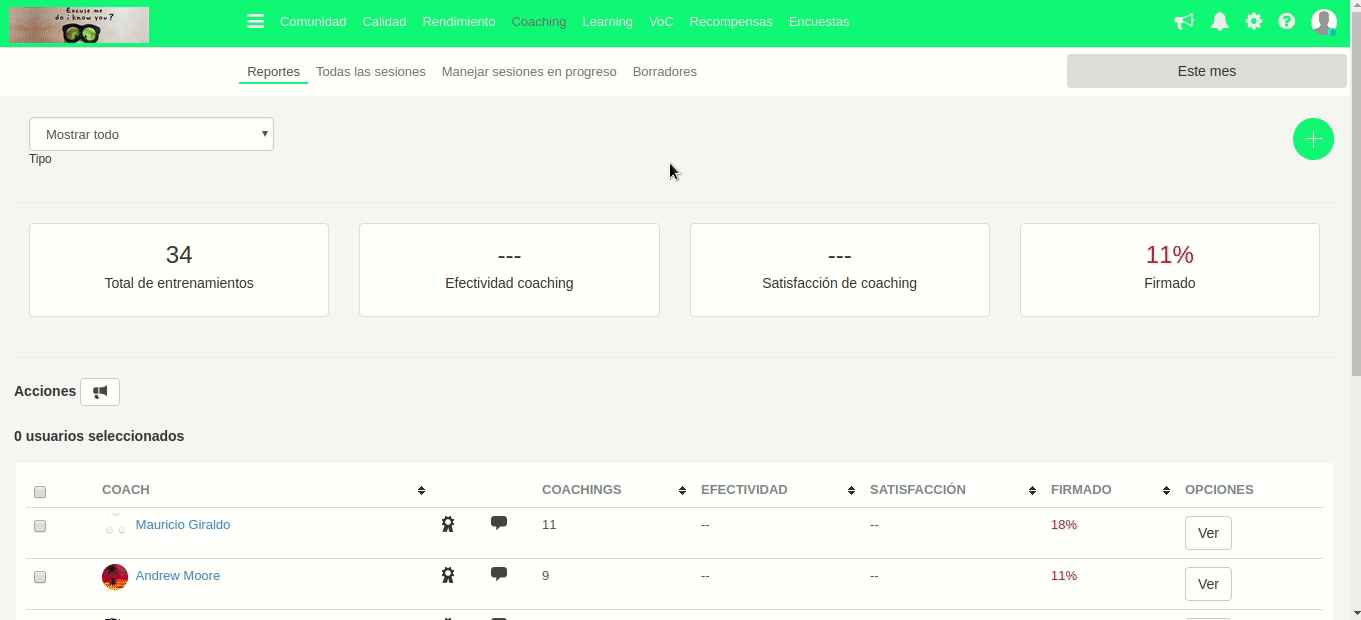 Excuse me
do i know you?
Comunidad Calidad Rendimiento Coaching Learning VoC Recompensas Encuestas
Reportes Todas las sesiones Manejar sesiones en progreso Borradores Este mes
Mostrar todo
Tipo
34 --- --- 11%
Total de entrenamientos Efectividad coaching Satisfacción de coaching Firmado
Acciones
0 usuarios seleccionados
COACH COACHINGS EFECTIVIDAD SATISFACCIÓN FIRMADO OPCIONES
Mauricio Giraldo 11 -- -- 18% Ver
Andrew Moore 9 -- -- 11% Ver